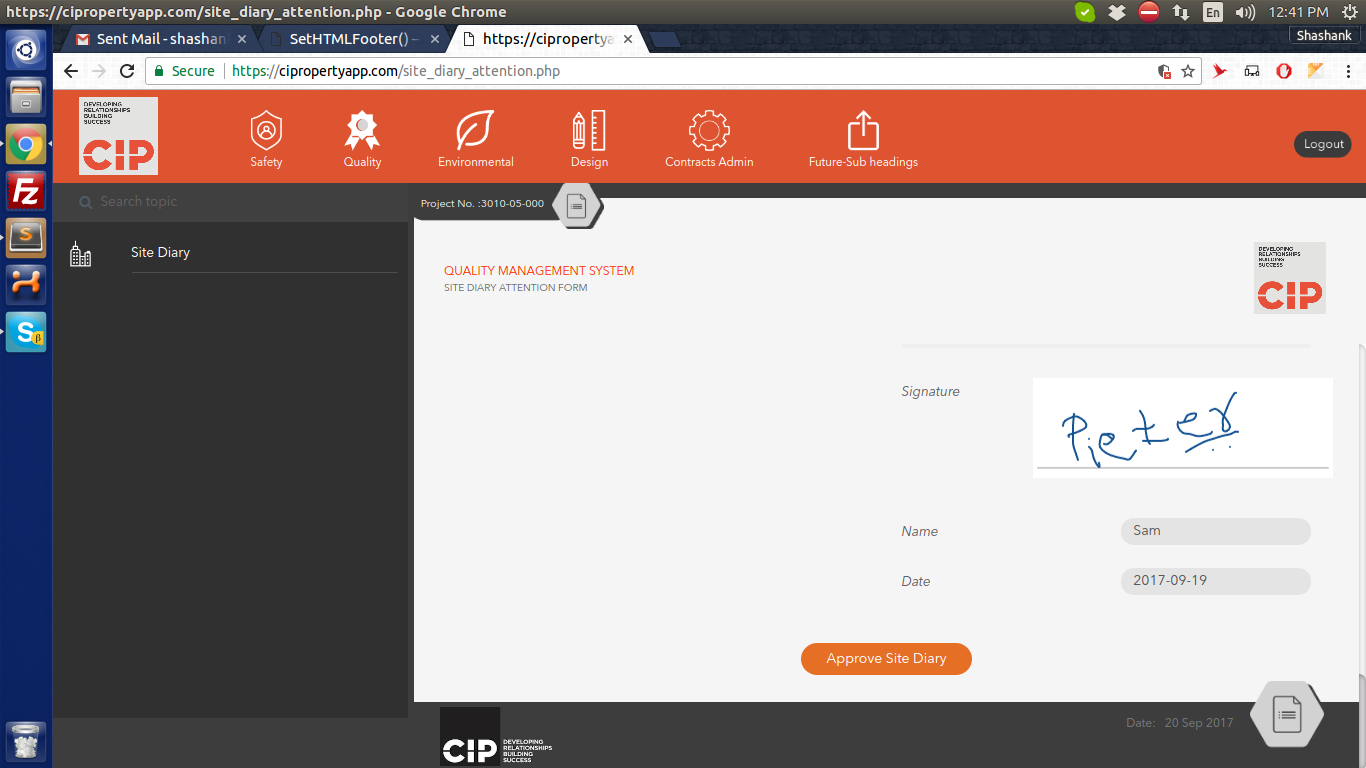 https://cipropertyapp.com/site_diary_attention.php - Google Chrome
En
12:41 PM
Sent Mail - shashan
SetHTMLFooter() –
https://cipropertya
Shashank
Secure
https://cipropertyapp.com/site_diary_attention.php
DEVELOPING
RELATIONSHIPS
BUILDING
SUCCESS
CIP
Safety
Quality
Environmental
Design
Contracts Admin
Future-Sub headings
Logout
Search topic
Project No. :3010-05-000
Site Diary
QUALITY MANAGEMENT SYSTEM
SITE DIARY ATTENTION FORM
DEVELOPING
RELATIONSHIPS
BUILDING
SUCCESS
CIP
Signature
Pieter
Name
Sam
Date
2017-09-19
Approve Site Diary
CIP
DEVELOPING
RELATIONSHIPS
BUILDING
SUCCESS
Date: 20 Sep 2017